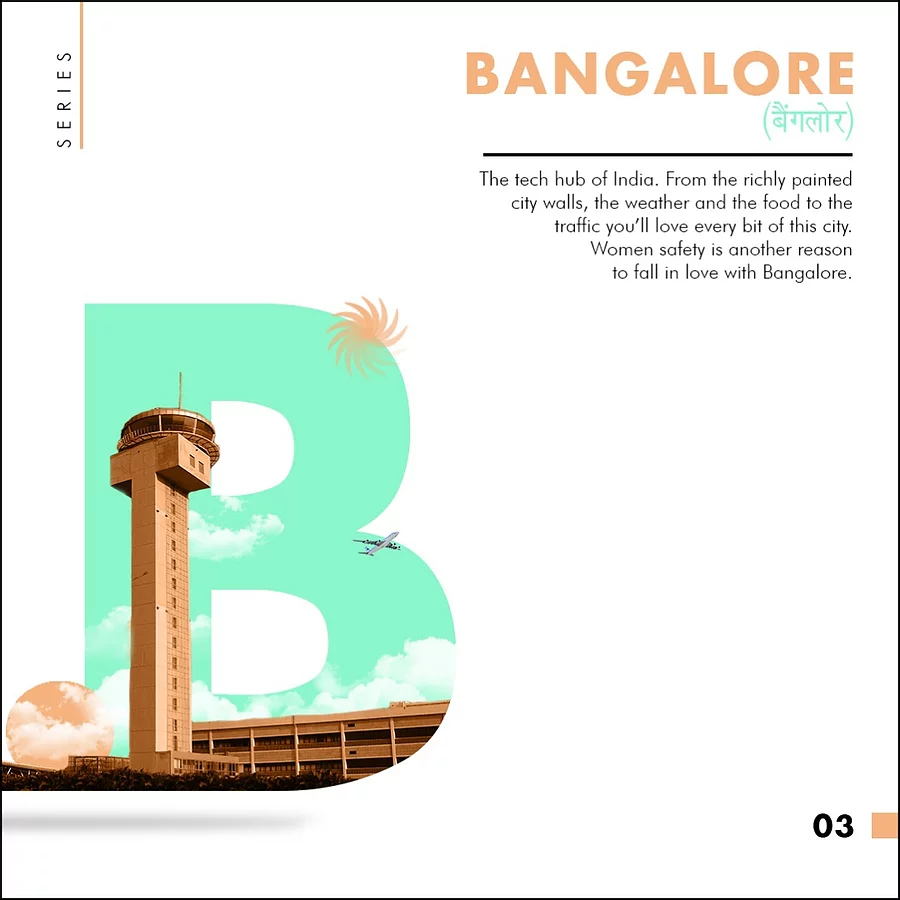 SERIES
BANGALORE
(बैंगलोर)
The tech hub of India. From the richly painted
city walls, the weather and the food to the
traffic you’ll love every bit of this city.
Women safety is another reason
to fall in love with Bangalore.
B
03